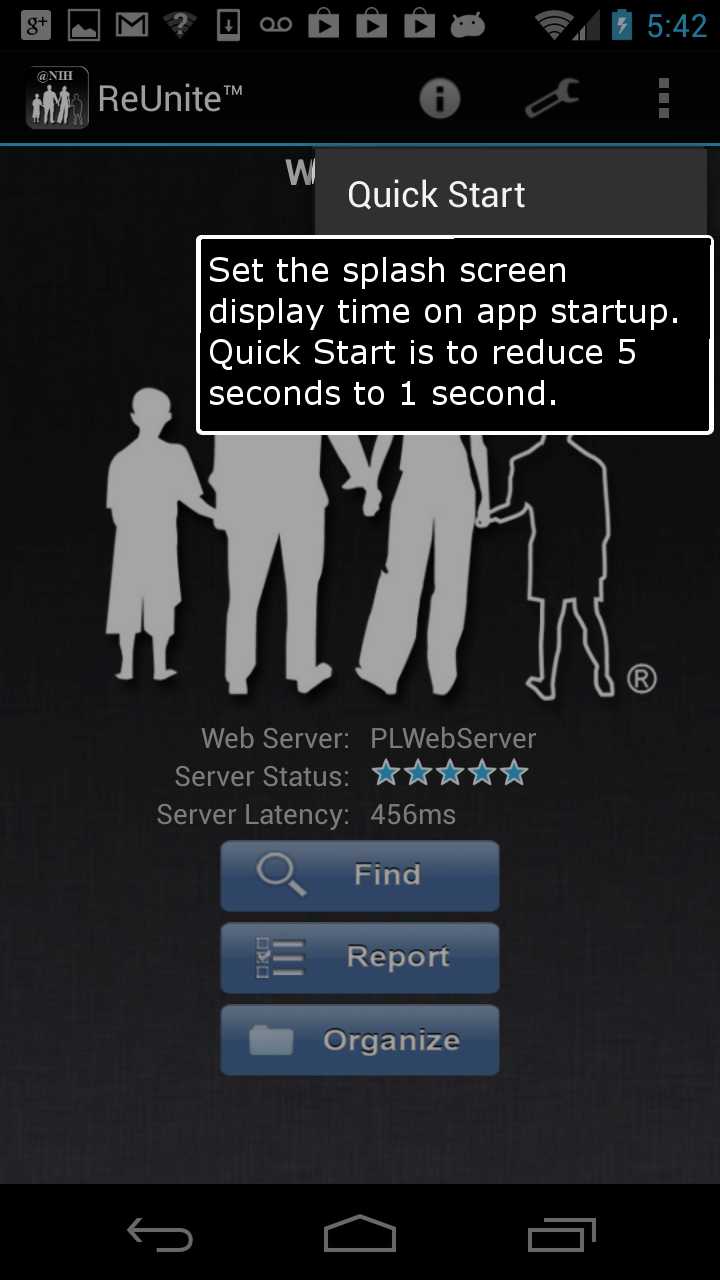 g+
5:42
@NIH
ReUnite™
W
Quick Start
Set the splash screen
display time on app startup.
Quick Start is to reduce 5
seconds to 1 second.
®
Web Server: PLWebServer
Server Status:
Server Latency: 456ms
Find
Report
Organize